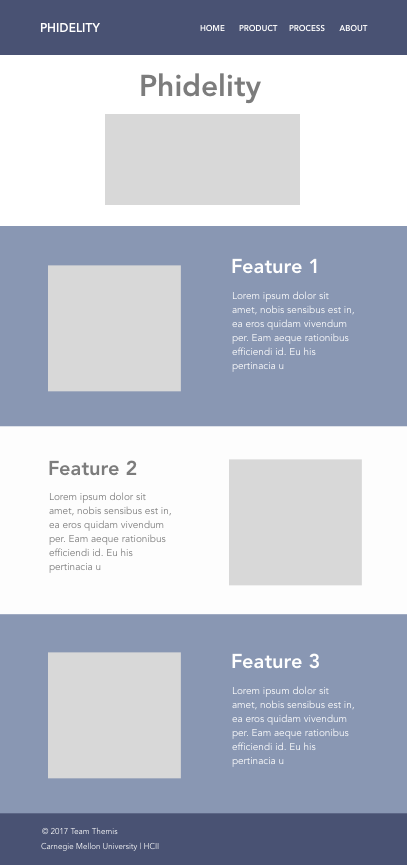 PHIDELITY
HOME PRODUCT PROCESS ABOUT
Phidelity
Feature 1
Lorem ipsum dolor sit
amet, nobis sensibus est in,
ea eros quidam vivendum
per. Eam aeque rationibus
efficiendi id. Eu his
pertinacia u
Feature 2
Lorem ipsum dolor sit
amet, nobis sensibus est in,
ea eros quidam vivendum
per. Eam aeque rationibus
efficiendi id. Eu his
pertinacia u
Feature 3
Lorem ipsum dolor sit
amet, nobis sensibus est in,
ea eros quidam vivendum
per. Eam aeque rationibus
efficiendi id. Eu his
pertinacia u
© 2017 Team Themis
Carnegie Mellon University | HCII